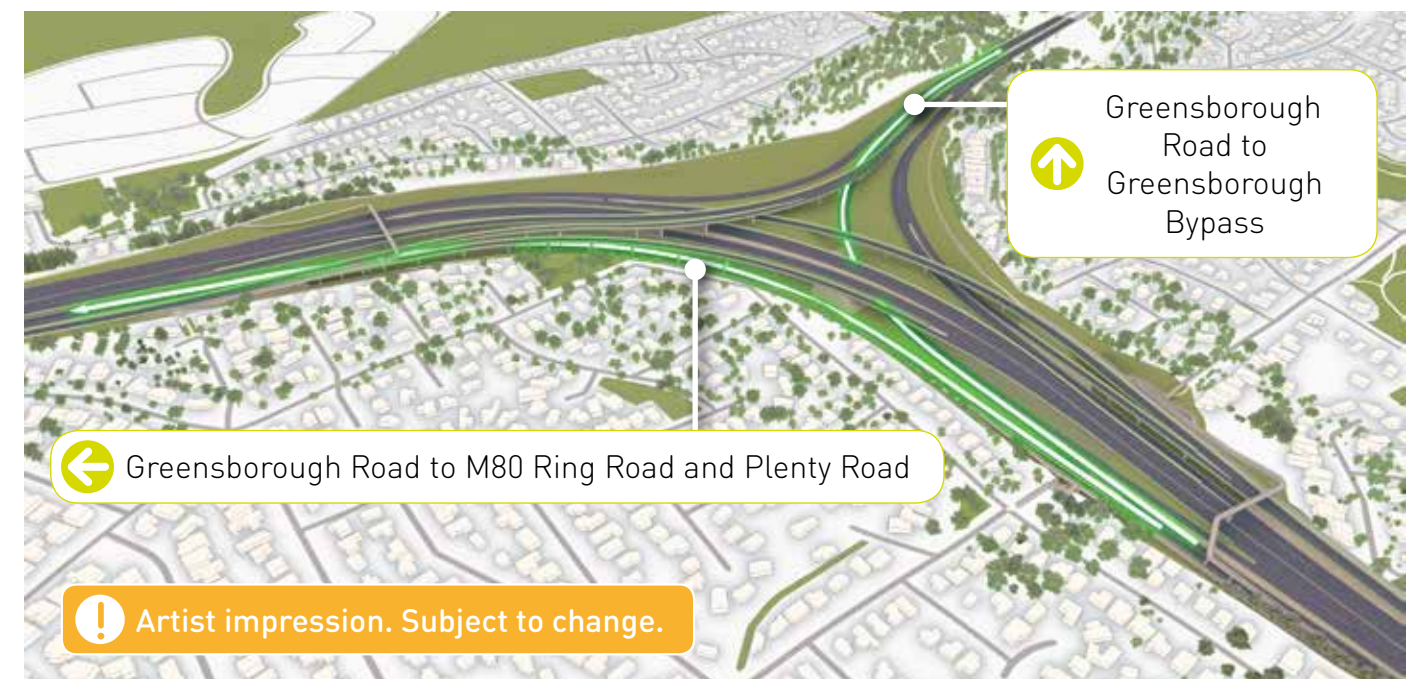 Greensborough
Road to
Greensborough
Bypass
Greensborough Road to M80 Ring Road and Plenty Road
Artist impression. Subject to change.